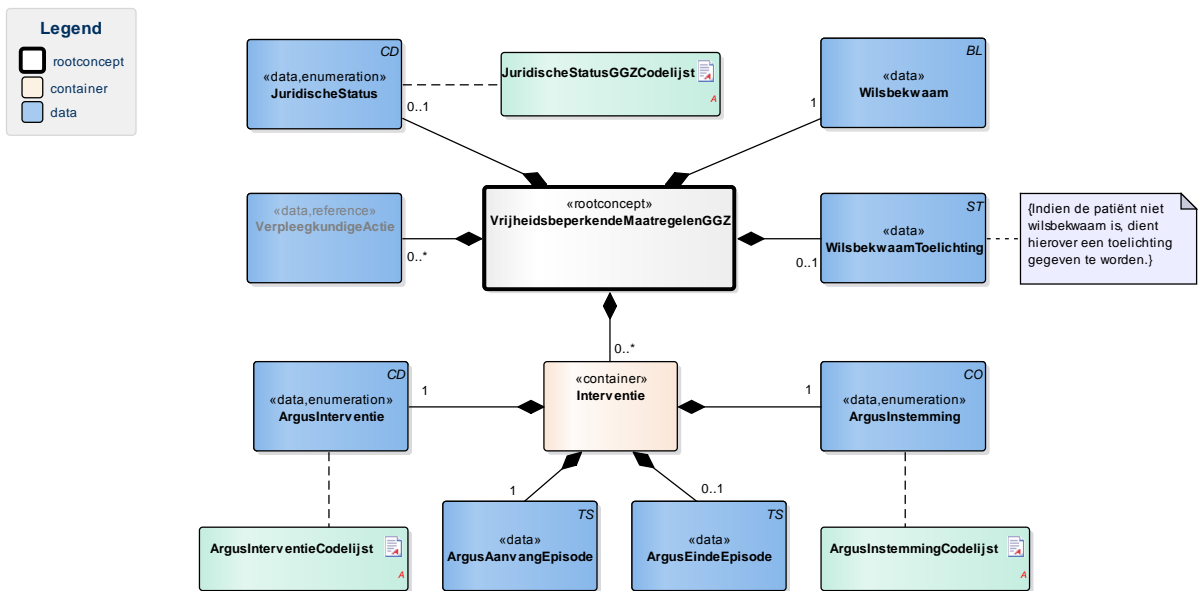 Legend
rootconcept
container
data
CD
«data,enumeration»
JuridischeStatus
0..1
JuridischeStatusGGZCodelijst
A
BL
«data»
Wilsbekwaam
1
«data,reference»
VerpleegkundigeActie
0..*
«rootconcept»
VrijheidsbeperkendeMaatregelenGGZ
ST
«data»
WilsbekwaamToelichting
0..1
{Indien de patiënt niet
wilsbekwaam is, dient
hierover een toelichting
gegeven te worden.}
0..*
CD
«data,enumeration»
ArgusInterventie
1
«container»
Interventie
CO
«data,enumeration»
ArgusInstemming
1
1
0..1
TS
«data»
ArgusAanvangEpisode
TS
«data»
ArgusEindeEpisode
ArgusInterventieCodelijst
A
ArgusInstemmingCodelijst
A